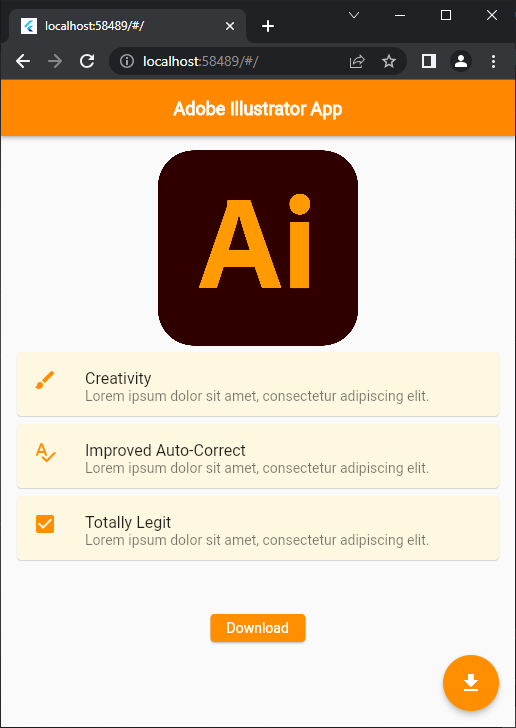 localhost:58489/#/
localhost:58489/#/
Adobe Illustrator App
Ai
Creativity
Lorem ipsum dolor sit amet, consectetur adipiscing elit.
Improved Auto-Correct
Lorem ipsum dolor sit amet, consectetur adipiscing elit.
Totally Legit
Lorem ipsum dolor sit amet, consectetur adipiscing elit.
Download